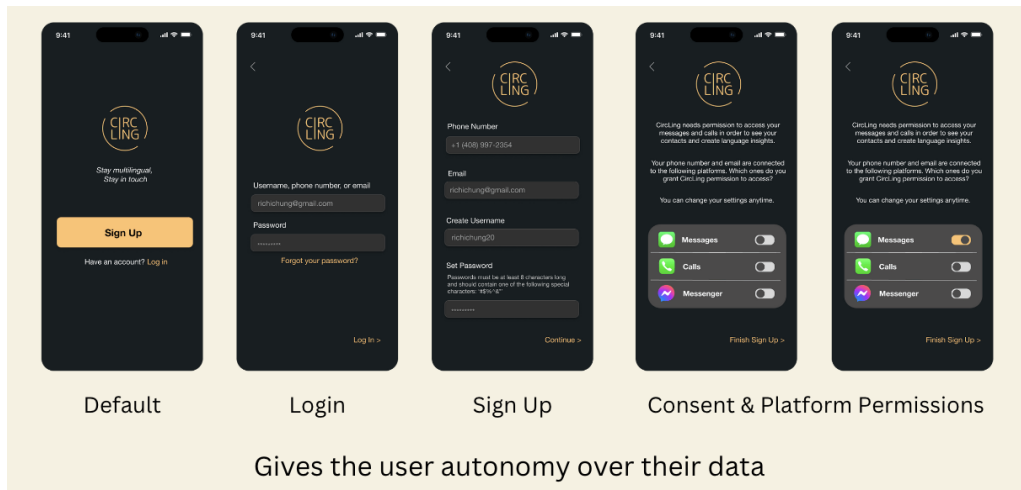 9:41
CIRC
LING
Stay multilingual,
Stay in touch
Sign Up
Have an account? Log in
9:41
CIRC
LING
Username, phone number, or email
richichung@gmail.com
Password
Forgot your password?
Log In >
9:41
CIRC
LING
Phone Number
+1 (408) 997-2354
Email
richichung@gmail.com
Create Username
richichung20
Set Password
Passwords must be at least 8 characters long
and should contain one of the following special
Continue >
9:41
CIRC
LING
CircLing needs permission to access your
messages and calls in order to see your
contacts and create language insights.
Your phone number and email are connected
to the following platforms. Which ones do you
grant CircLing permission to access?
You can change your settings anytime.
Messages
Calls
Messenger
Finish Sign Up >
9:41
CIRC
LING
CircLing needs permission to access your
messages and calls in order to see your
contacts and create language insights.
Your phone number and email are connected
to the following platforms. Which ones do you
grant CircLing permission to access?
You can change your settings anytime.
Messages
Calls
Messenger
Finish Sign Up >
Default
Login
Sign Up
Consent & Platform Permissions
Gives the user autonomy over their data